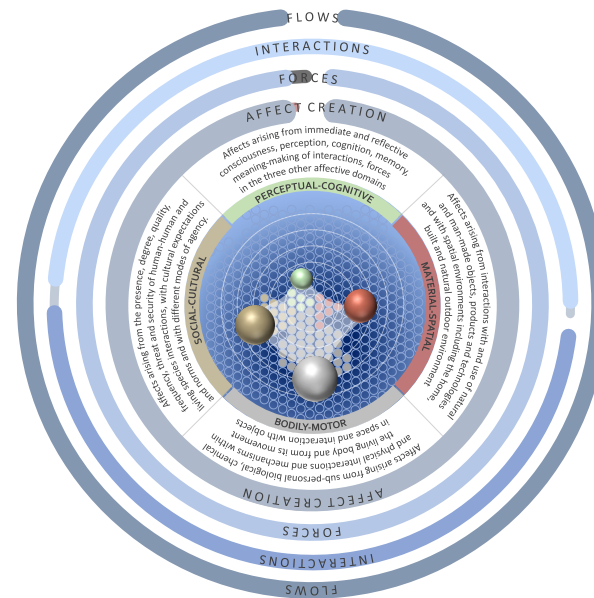 FLOWS
INTERACTIONS
FORCES
AFFECT CREATION
Affects arising from immediate and reflective
consciousness, perception, cognition, memory,
meaning-making of interactions, forces
in the three other affective domains
PERCEPTUAL-COGNITIVE
Affects arising from interactions with and use of natural
and man-made objects, products and technologies
and with spatial environments including the home,
built and natural outdoor environment
MATERIAL-SPATIAL
Affects arising from the presence, degree, quality,
frequency, threat and security of human-human and
living species interactions, with cultural expectations
and norms and with different modes of agency.
SOCIAL-CULTURAL
BODILY-MOTOR
in space and interaction with objects
the living body and from its movement
and physical interactions and mechanisms within
Affects arising from sub-personal biological, chemical,
AFFECT CREATION
FORCES
INTERACTIONS
FLOWS